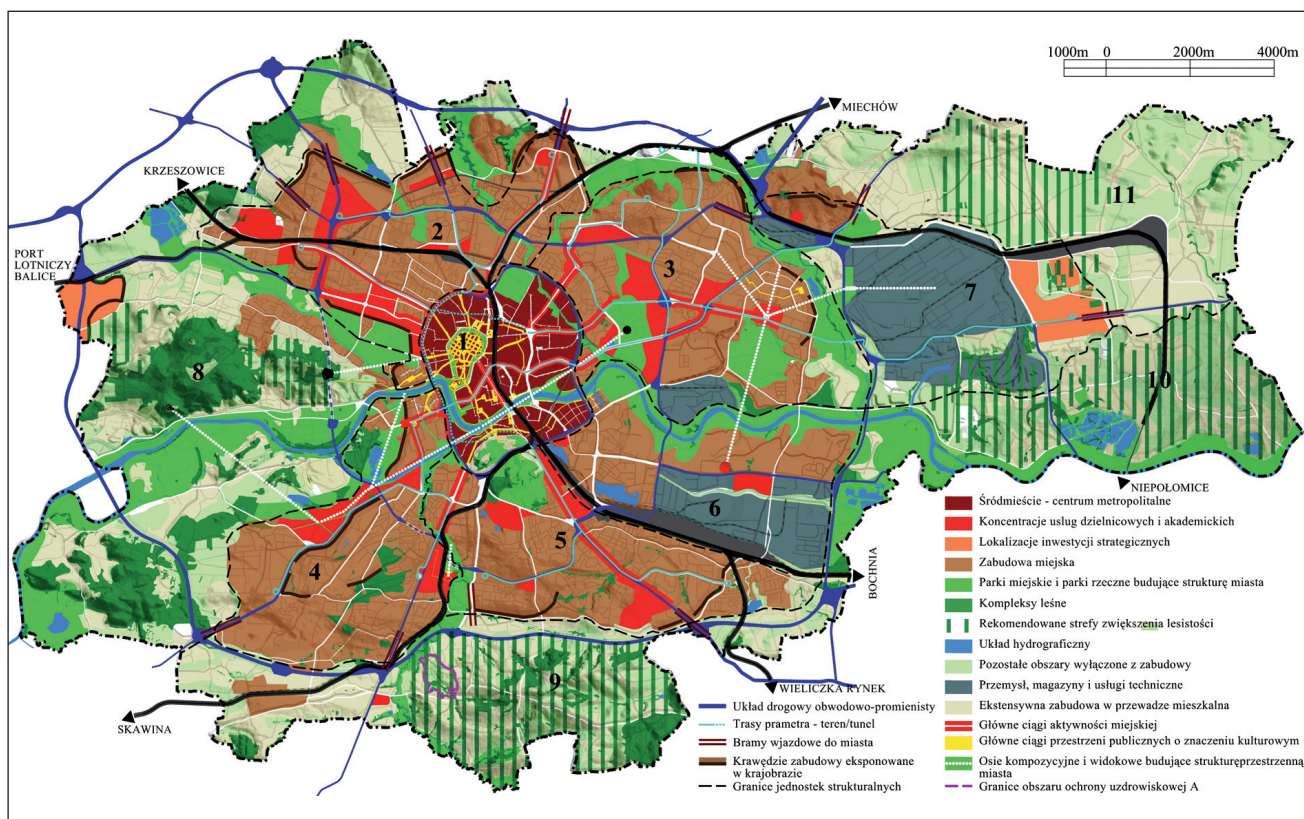 1000m 0 2000m 4000m
MIECHÓW
KRZESZOWICE
PORT
LOTNICZY
BALICE
11
2
3
7
1
8
10
NIEPOŁOMICE
6
5
4
BOCHNIA
9
WIELICZKA RYNEK
SKAWINA
Śródmieście - centrum metropolitalne
Koncentracje usług dzielnicowych i akademickich
Lokalizacje inwestycji strategicznych
Zabudowa miejska
Parki miejskie i parki rzeczne budujące strukturę miasta
Kompleksy leśne
Rekomendowane strefy zwiększenia lesistości
Układ hydrograficzny
Pozostałe obszary wyłączone z zabudowy
Przemysł, magazyny i usługi techniczne
Ekstensywna zabudowa w przewadze mieszkalna
Główne ciągi aktywności miejskiej
Główne ciągi przestrzeni publicznych o znaczeniu kulturowym
Osie kompozycyjne i widokowe budujące strukturęprzestrzenną
miasta
Granice obszaru ochrony uzdrowiskowej A
Układ drogowy obwodowo-promienisty
Trasy prametra - teren/tunel
Bramy wjazdowe do miasta
Krawędzie zabudowy eksponowane
w krajobrazie
Granice jednostek strukturalnych